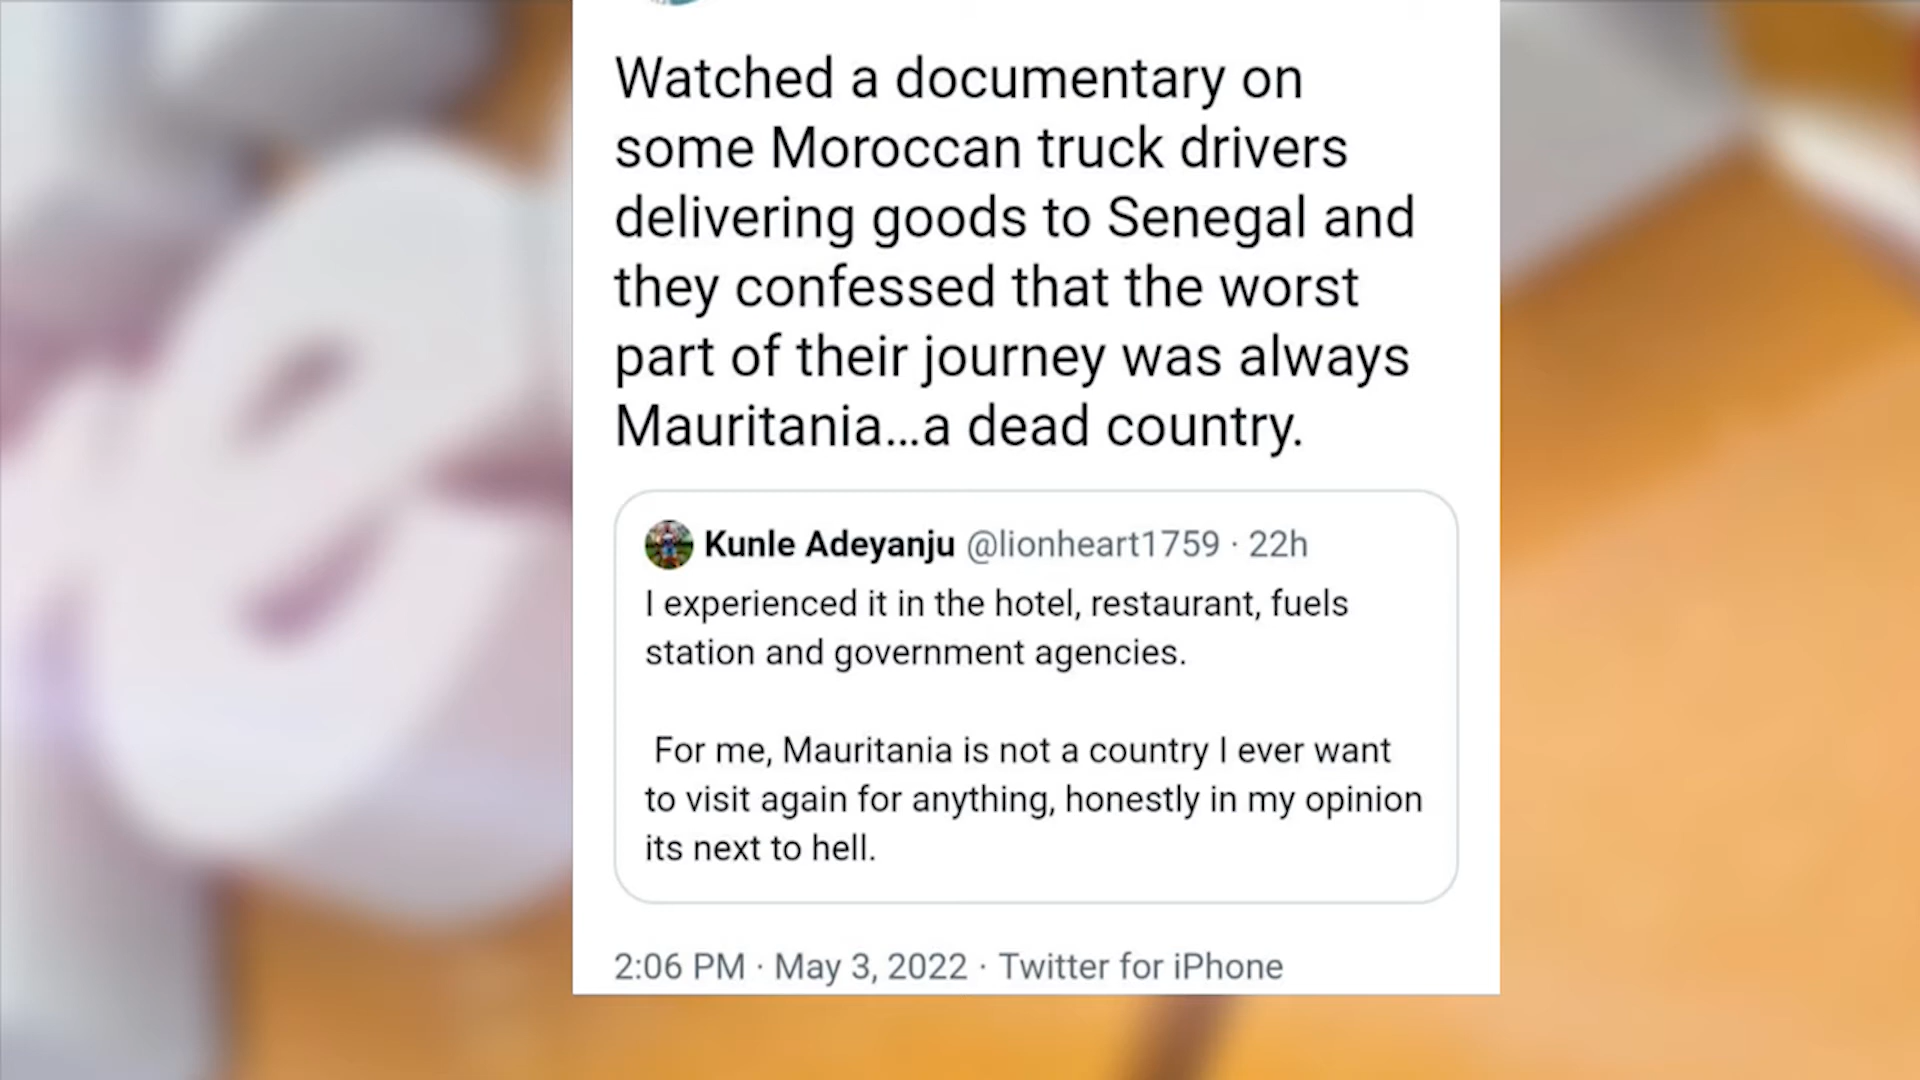 Watched a documentary on
some Moroccan truck drivers
delivering goods to Senegal and
they confessed that the worst
part of their journey was always
Mauritania...a dead country.
Kunle Adeyanju @lionheart1759 · 22h
I experienced it in the hotel, restaurant, fuels
station and government agencies.
For me, Mauritania is not a country I ever want
to visit again for anything, honestly in my opinion
its next to hell.
2:06 PM · May 3, 2022 · Twitter for iPhone